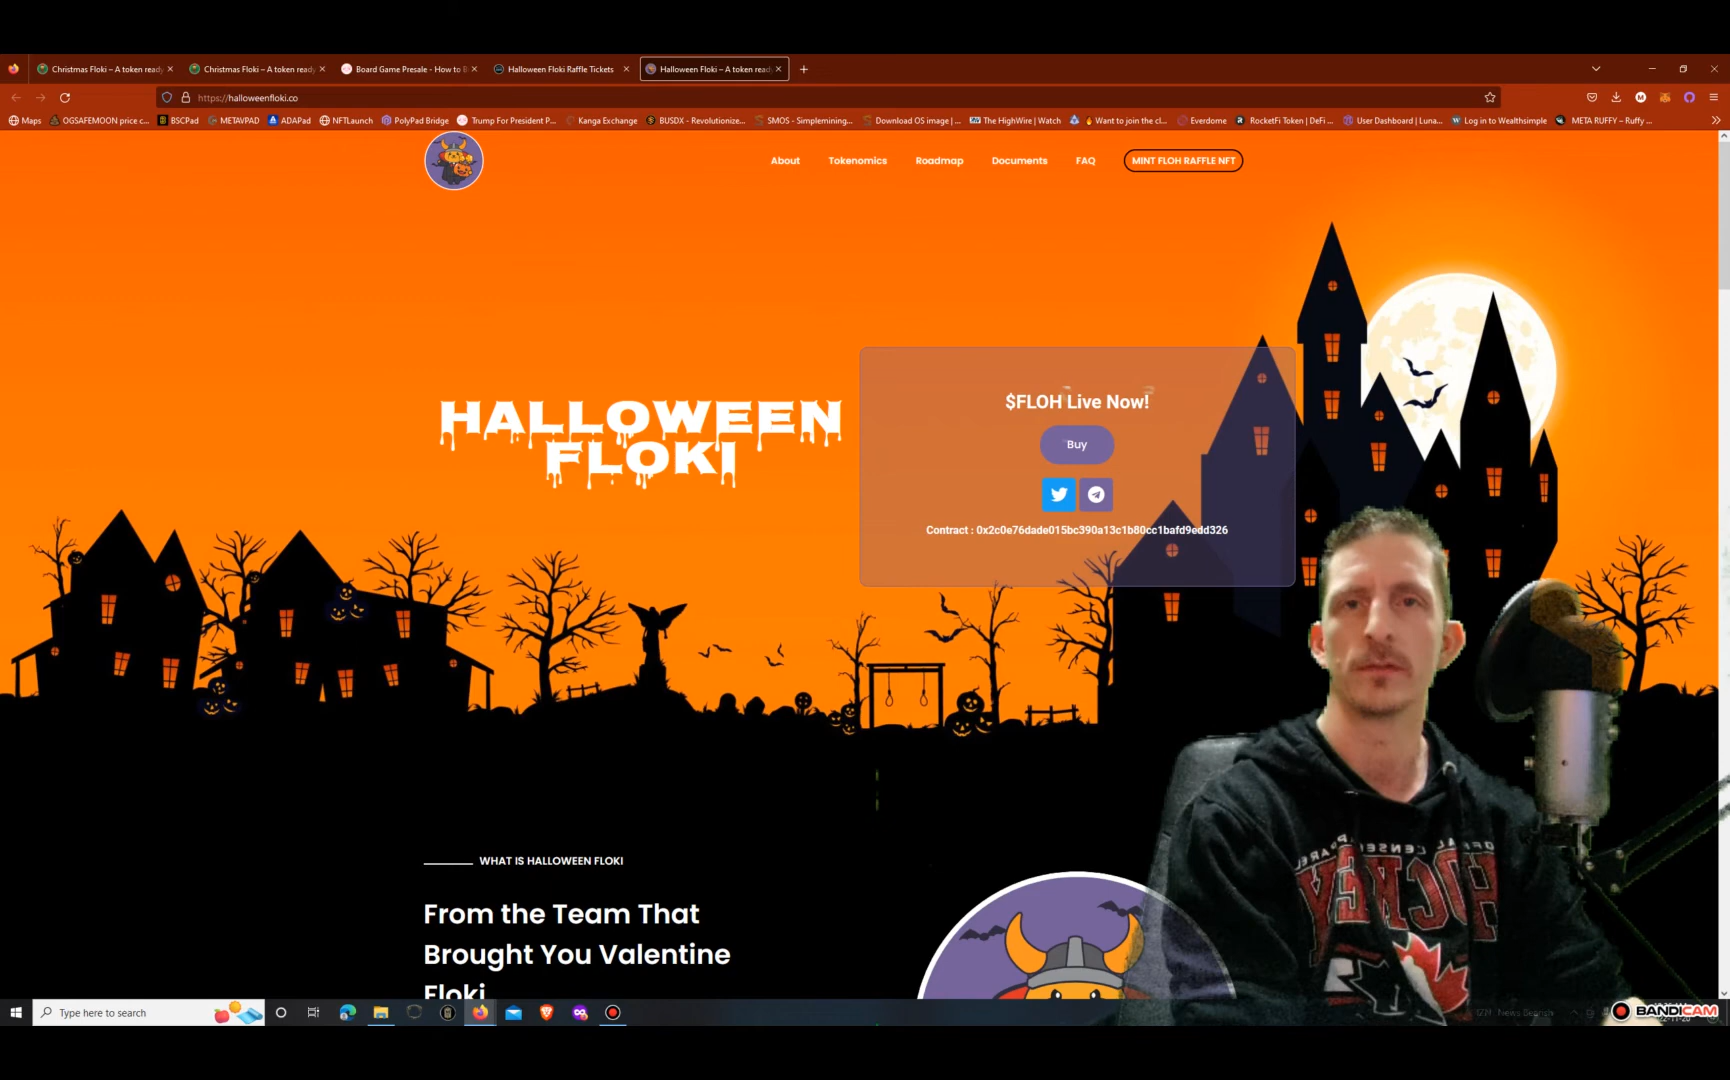 Christmas Floki – A token ready
Christmas Floki – A token ready
Board Game Presale - How to B
Halloween Floki Raffle Tickets
Halloween Floki – A token ready
https://halloweenfloki.co
Maps
OGSAFEMOON price c...
BSCPad
METAVPAD
ADAPad
NFTLaunch
PolyPad Bridge
Trump For President P...
Kanga Exchange
BUSDX - Revolutionize...
SMOS - Simplemining...
Download OS image | ...
The HighWire | Watch
Want to join the cl...
Everdome
RocketFi Token | DeFi ...
User Dashboard | Luna...
Log in to Wealthsimple
META RUFFY – Ruffy ...
About
Tokenomics
Roadmap
Documents
FAQ
MINT FLOH RAFFLE NFT
HALLOWEEN
FLOKI
$FLOH Live Now!
Buy
Contract : 0x2c0e76dade015bc390a13c1b80cc1bafd9edd326
WHAT IS HALLOWEEN FLOKI
From the Team That
Brought You Valentine
Floki
HOCKEY
Type here to search
BANDICAM